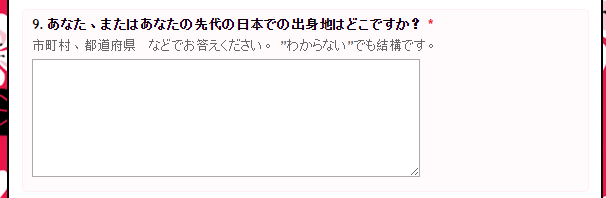 9. あなた、またはあなたの先代の日本での出身地はどこですか？ *
市町村、都道府県　などでお答えください。 ”わからない”でも結構です。